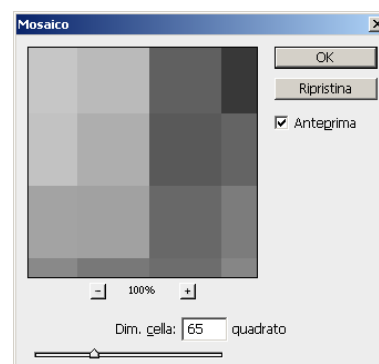 Mosaico
OK
Ripristina
Anteprima
- 100% +
Dim. cella: 65 quadrato